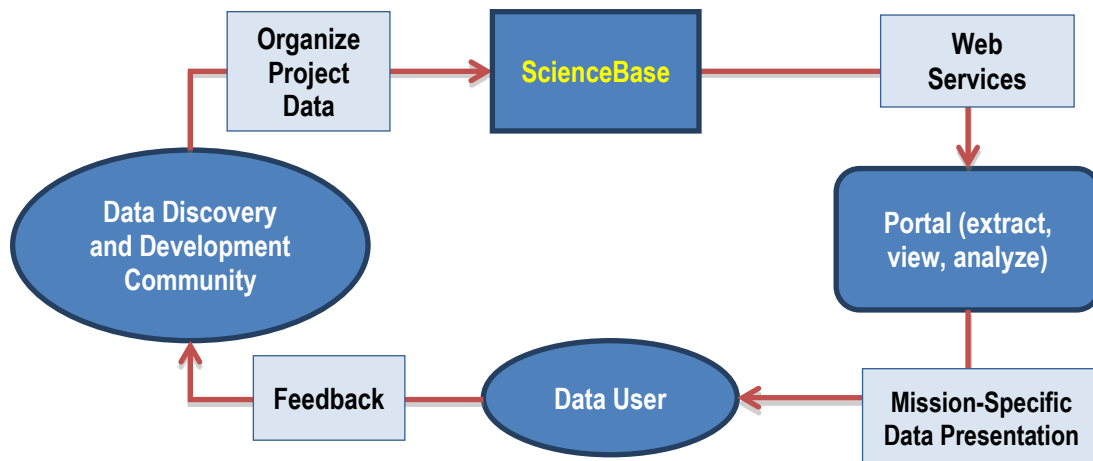 Organize
Project
Data
ScienceBase
Web
Services
Data Discovery
and Development
Community
Portal (extract,
view, analyze)
Feedback
Data User
Mission-Specific
Data Presentation